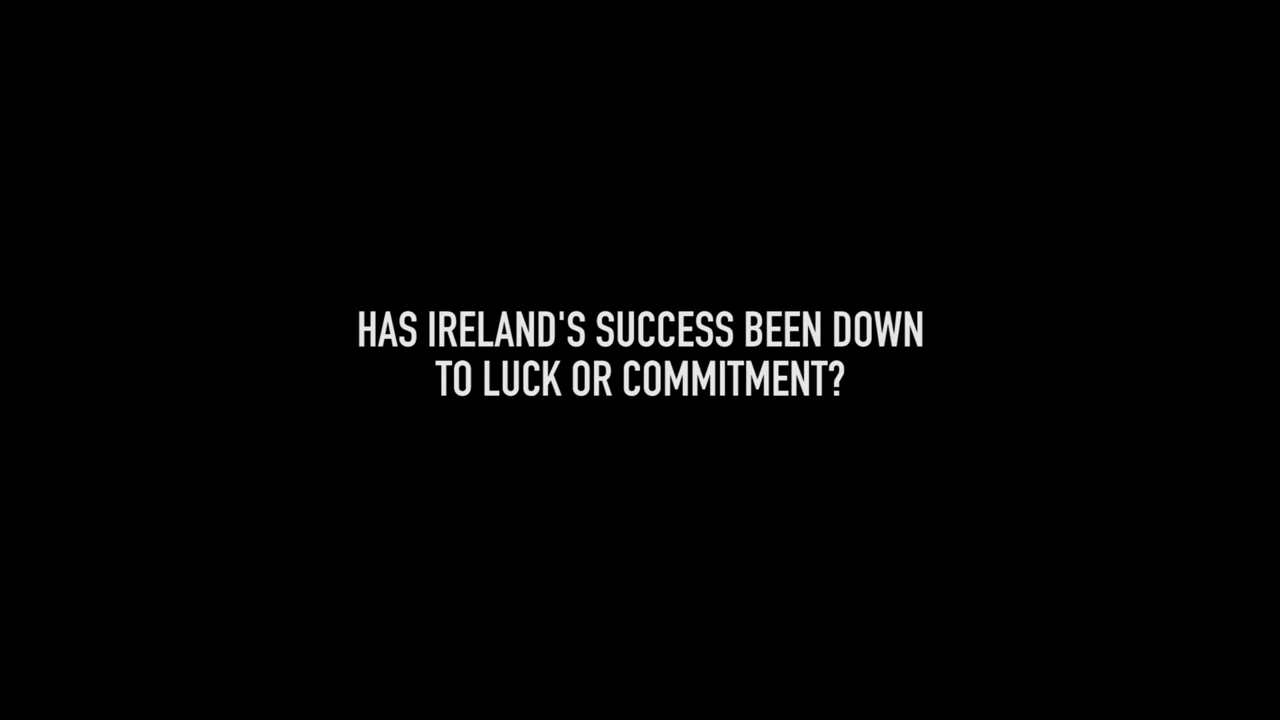 HAS IRELAND'S SUCCESS BEEN DOWN
TO LUCK OR COMMITMENT?